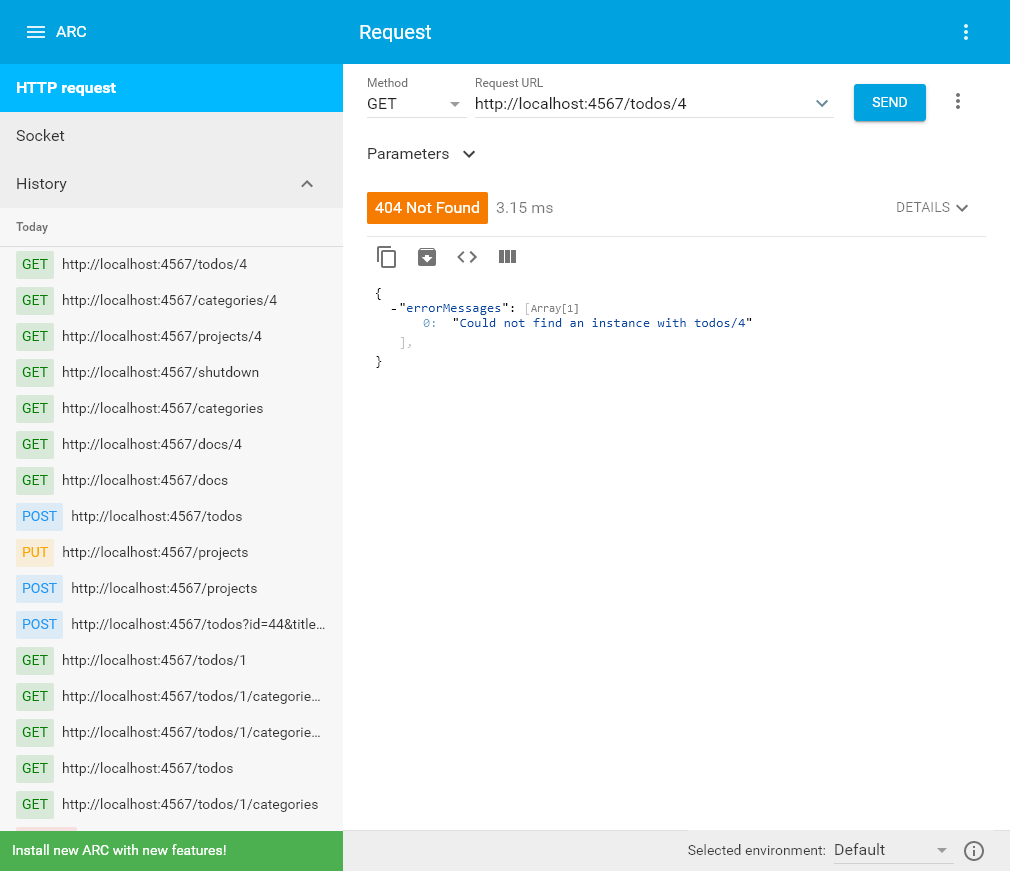 ARC
Request
HTTP request
Socket
History
Today
GET http://localhost:4567/todos/4
GET http://localhost:4567/categories/4
GET http://localhost:4567/projects/4
GET http://localhost:4567/shutdown
GET http://localhost:4567/categories
GET http://localhost:4567/docs/4
GET http://localhost:4567/docs
POST http://localhost:4567/todos
PUT http://localhost:4567/projects
POST http://localhost:4567/projects
POST http://localhost:4567/todos?id=44&title...
GET http://localhost:4567/todos/1
GET http://localhost:4567/todos/1/categorie...
GET http://localhost:4567/todos/1/categorie...
GET http://localhost:4567/todos
GET http://localhost:4567/todos/1/categories
Install new ARC with new features!
Method
GET
Request URL
http://localhost:4567/todos/4
SEND
Parameters
404 Not Found 3.15 ms
DETAILS
{
-"errorMessages": [Array[1]
0: "Could not find an instance with todos/4"
],
}
Selected environment: Default